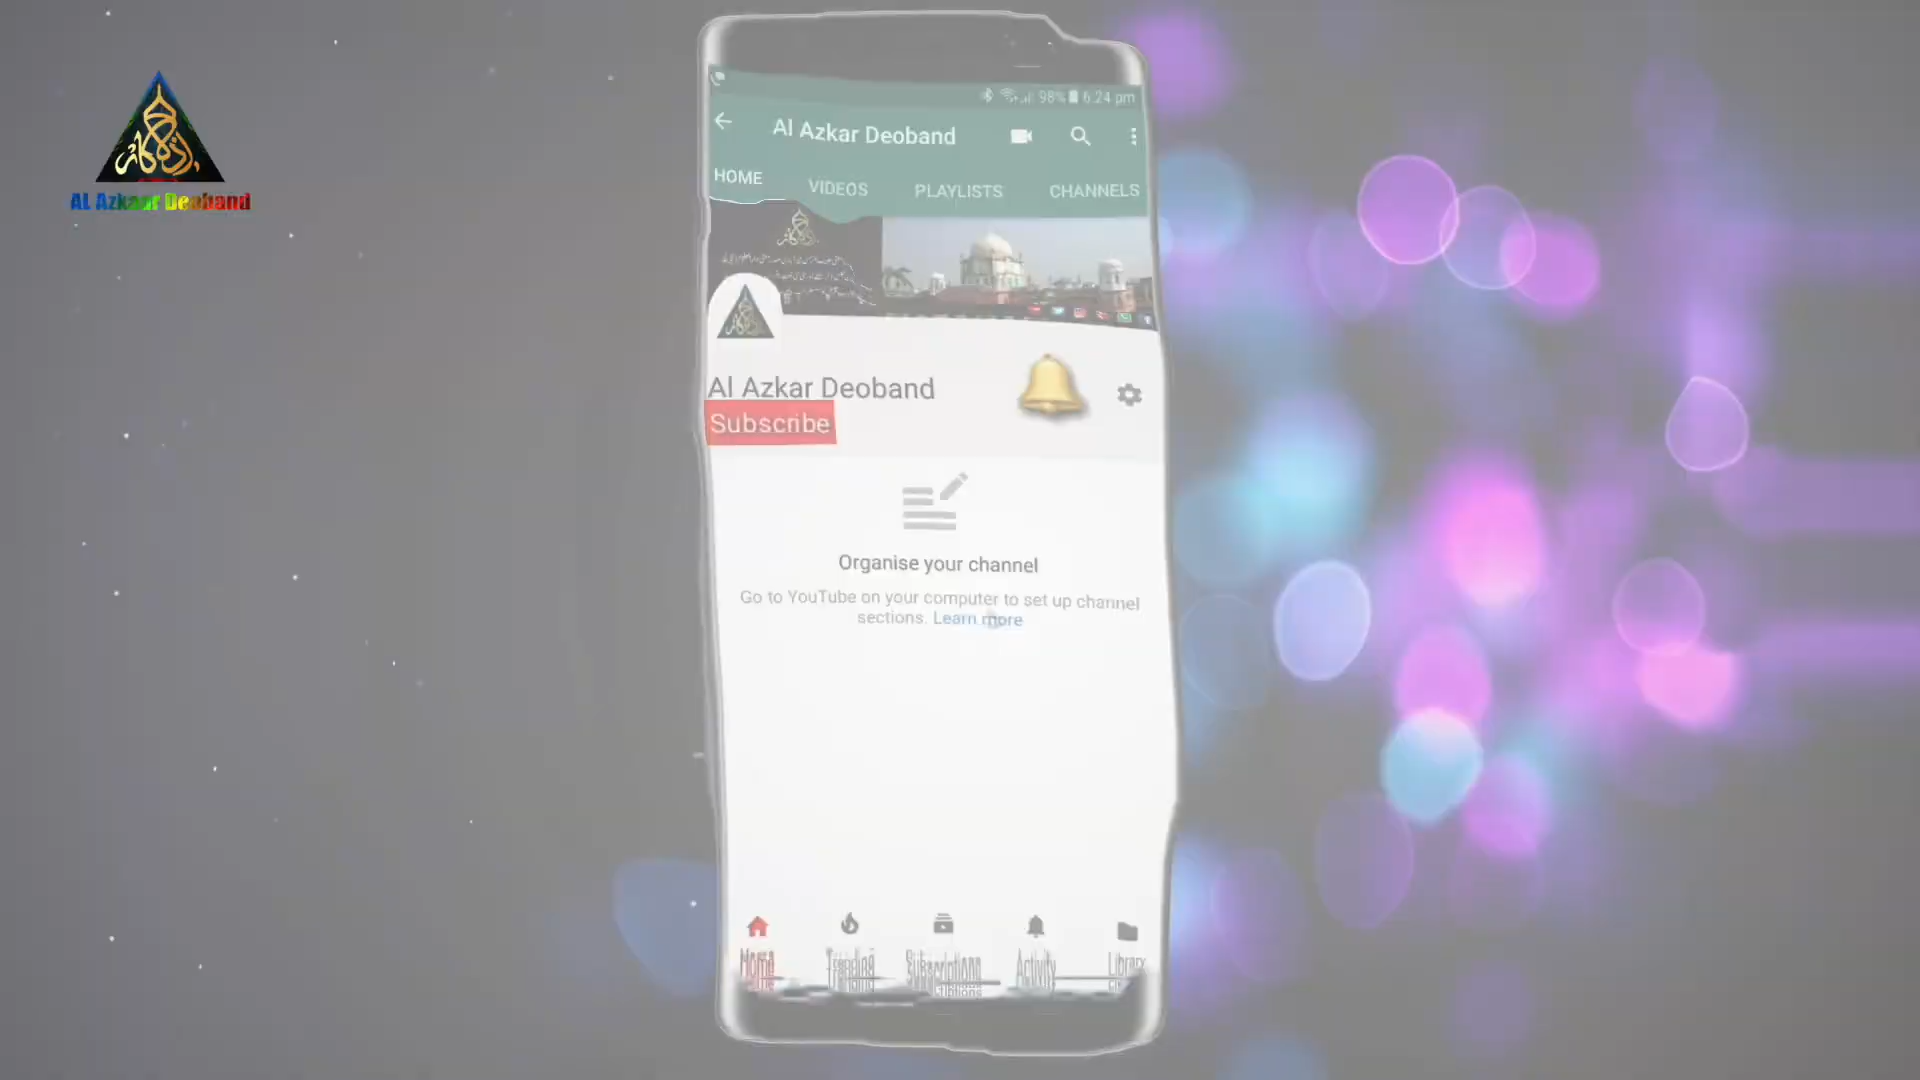 AL Azkaar Deoband
98% 6:24 pm
Al Azkar Deoband
HOME VIDEOS PLAYLISTS CHANNELS
Al Azkar Deoband
Subscribe
Organise your channel
Go to YouTube on your computer to set up channel
sections. Learn more
Home Trending Subscriptions Activity Library